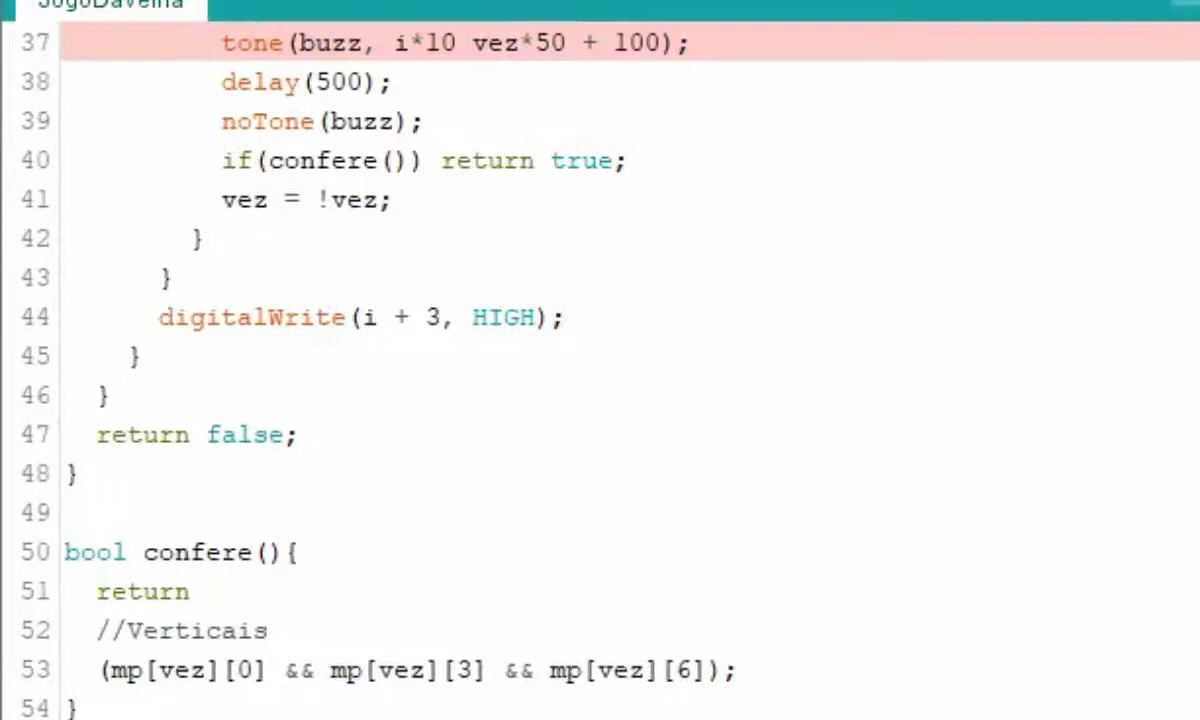 JogoDaVelha
37 tone(buzz, i*10 vez*50 + 100);
38 delay(500);
39 noTone(buzz);
40 if(confere()) return true;
41 vez = !vez;
42 }
43 }
44 digitalWrite(i + 3, HIGH);
45 }
46 }
47 return false;
48 }
49
50 bool confere(){
51 return
52 //Verticais
53 (mp[vez][0] && mp[vez][3] && mp[vez][6]);
54 }